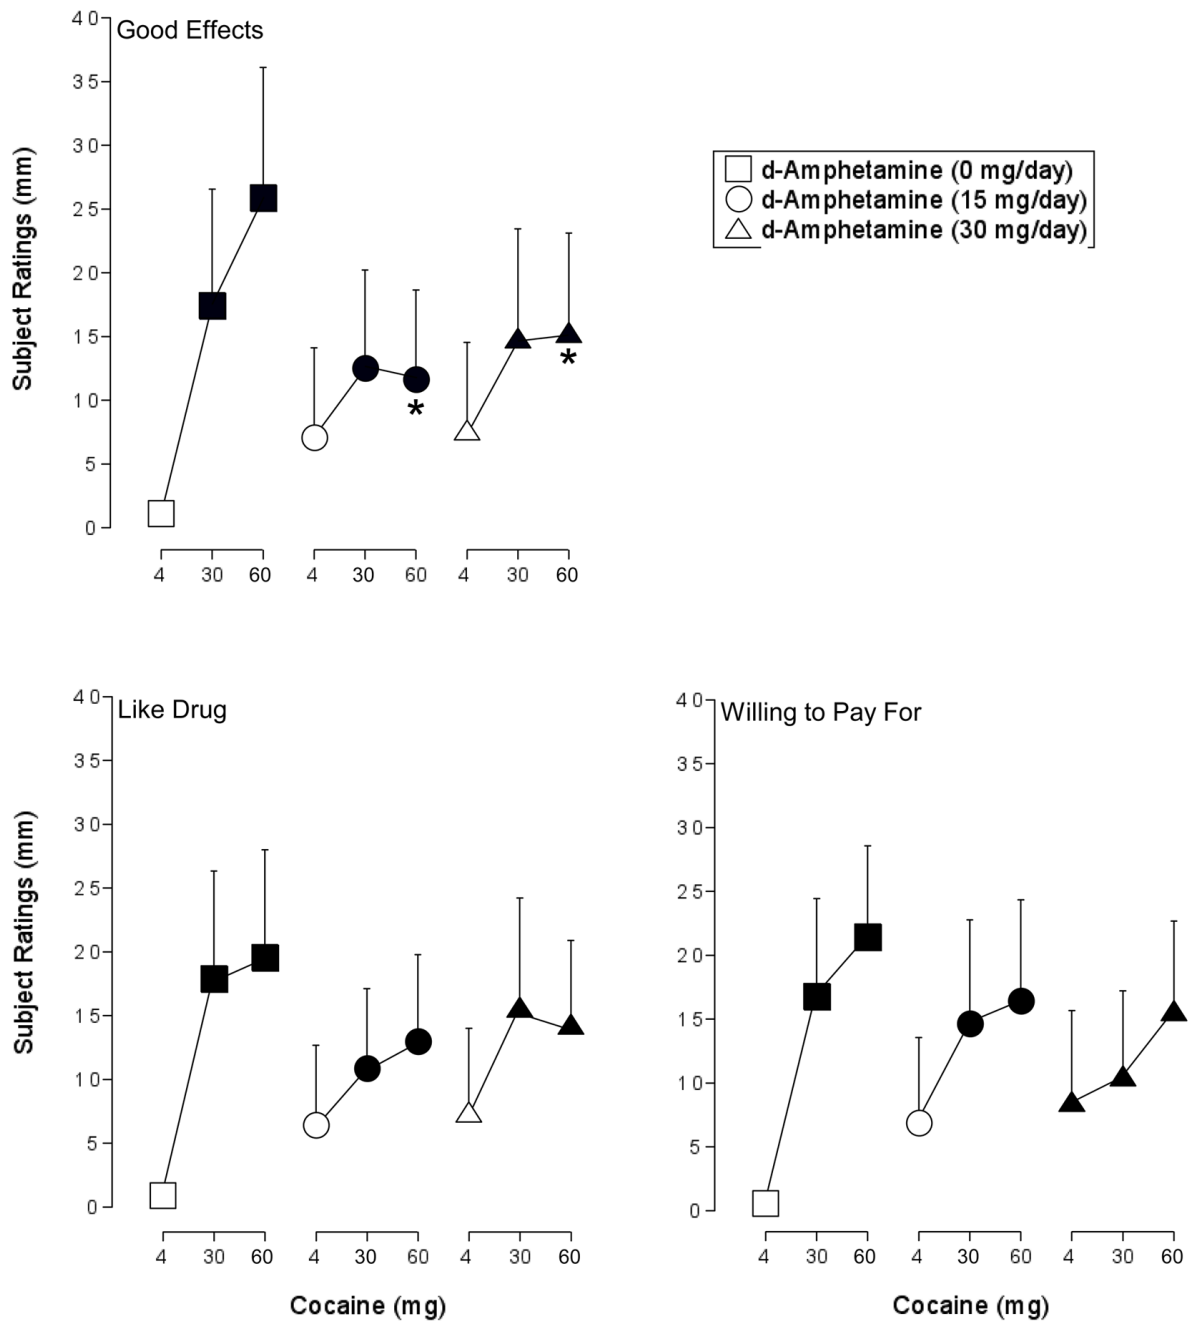 Good Effects
40
35
30
25
20
15
10
5
0
Subject Ratings (mm)
4 30 60 4 30 60 4 30 60
*
*
d-Amphetamine (0 mg/day)
d-Amphetamine (15 mg/day)
d-Amphetamine (30 mg/day)
Like Drug
40
35
30
25
20
15
10
5
0
Subject Ratings (mm)
4 30 60 4 30 60 4 30 60
Cocaine (mg)
Willing to Pay For
40
35
30
25
20
15
10
5
0
4 30 60 4 30 60 4 30 60
Cocaine (mg)